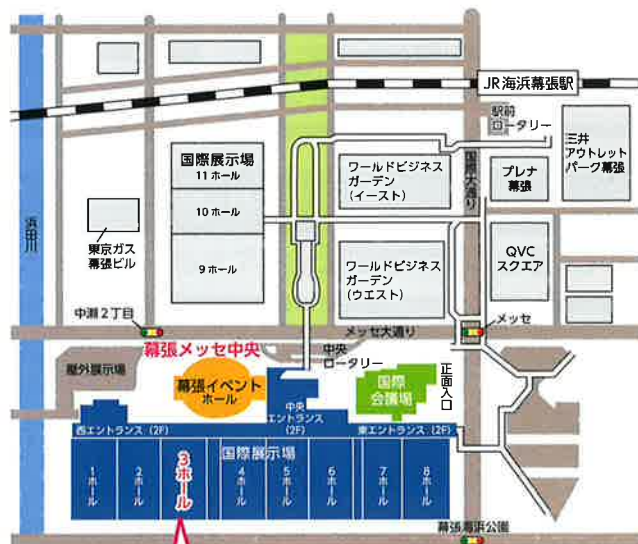 JR海浜幕張駅
駅前
ロータリー
三井
アウトレット
パーク幕張
国際展示場
11ホール
10ホール
9ホール
ワールドビジネス
ガーデン
(イースト)
国際大通り
プレナ
幕張
浜田川
東京ガス
幕張ビル
ワールドビジネス
ガーデン
(ウエスト)
QVC
スクエア
中瀬2丁目
メッセ大通り
メッセ
幕張メッセ中央
中央
ロータリー
屋外展示場
幕張イベント
ホール
国際
会議場
正面入口
中央
エントランス
(2F)
西エントランス(2F)
東エントランス(2F)
国際展示場
1ホール
2ホール
3ホール
4ホール
5ホール
6ホール
7ホール
8ホール
幕張海浜公園